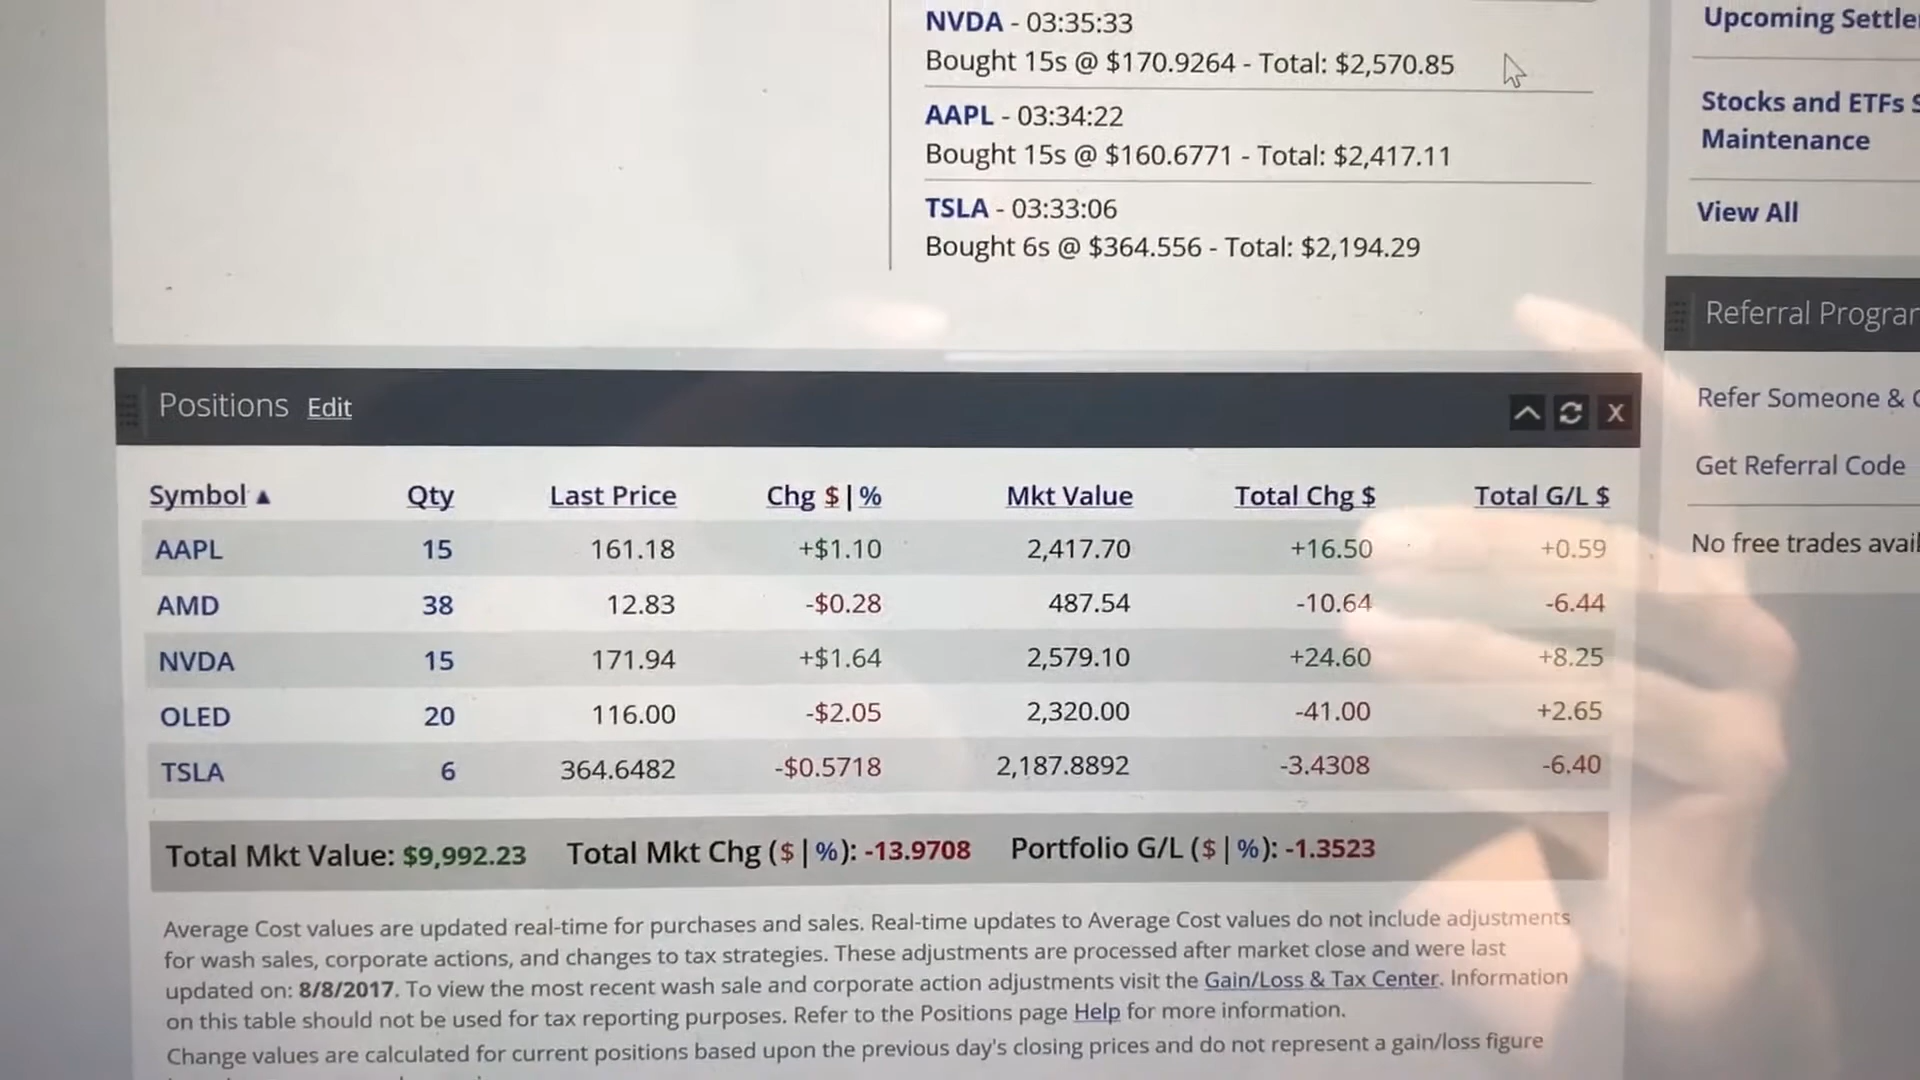 NVDA - 03:35:33
Bought 15s @ $170.9264 - Total: $2,570.85
AAPL - 03:34:22
Bought 15s @ $160.6771 - Total: $2,417.11
TSLA - 03:33:06
Bought 6s @ $364.556 - Total: $2,194.29
Upcoming
Stocks and ETFs
Maintenance
View All
Referral
Refer Someone &
Get Referral Code
No free trades
Positions Edit
X
Symbol ▲ Qty Last Price Chg $ | % Mkt Value Total Chg $ Total G/L $
AAPL 15 161.18 +$1.10 2,417.70 +16.50 +0.59
AMD 38 12.83 -$0.28 487.54 -10.64 -6.44
NVDA 15 171.94 +$1.64 2,579.10 +24.60 +8.25
OLED 20 116.00 -$2.05 2,320.00 -41.00 +2.65
TSLA 6 364.6482 -$0.5718 2,187.8892 -3.4308 -6.40
Total Mkt Value: $9,992.23 Total Mkt Chg ($ | %): -13.9708 Portfolio G/L ($ | %): -1.3523
Average Cost values are updated real-time for purchases and sales. Real-time updates to Average Cost values do not include adjustments
for wash sales, corporate actions, and changes to tax strategies. These adjustments are processed after market close and were last
updated on: 8/8/2017. To view the most recent wash sale and corporate action adjustments visit the Gain/Loss & Tax Center. Information
on this table should not be used for tax reporting purposes. Refer to the Positions page Help for more information.
Change values are calculated for current positions based upon the previous day's closing prices and do not represent a gain/loss figure